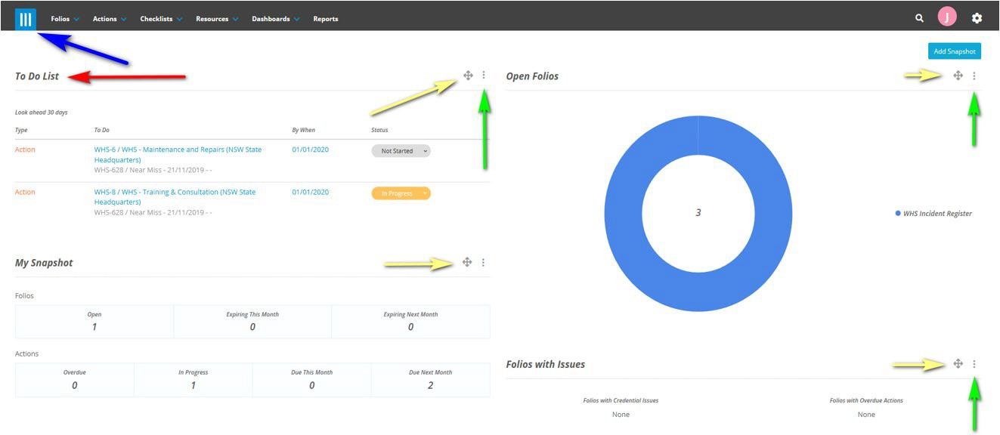 Folios Actions Checklists Resources Dashboards Reports J
Add Snapshot
To Do List
Look ahead 30 days
Type To Do By When Status
Action WHS-6 / WHS - Maintenance and Repairs (NSW State 01/01/2020 Not Started
Headquarters)
WHS-628 / Near Miss - 21/11/2019 - -
Action WHS-8 / WHS - Training & Consultation (NSW State 01/01/2020 In Progress
Headquarters)
WHS-628 / Near Miss - 21/11/2019 - -
My Snapshot
Folios
Open Expiring This Month Expiring Next Month
1 0 0
Actions
Overdue In Progress Due This Month Due Next Month
0 1 0 2
Open Folios
3
WHS Incident Register
Folios with Issues
Folios with Credential Issues Folios with Overdue Actions
None None